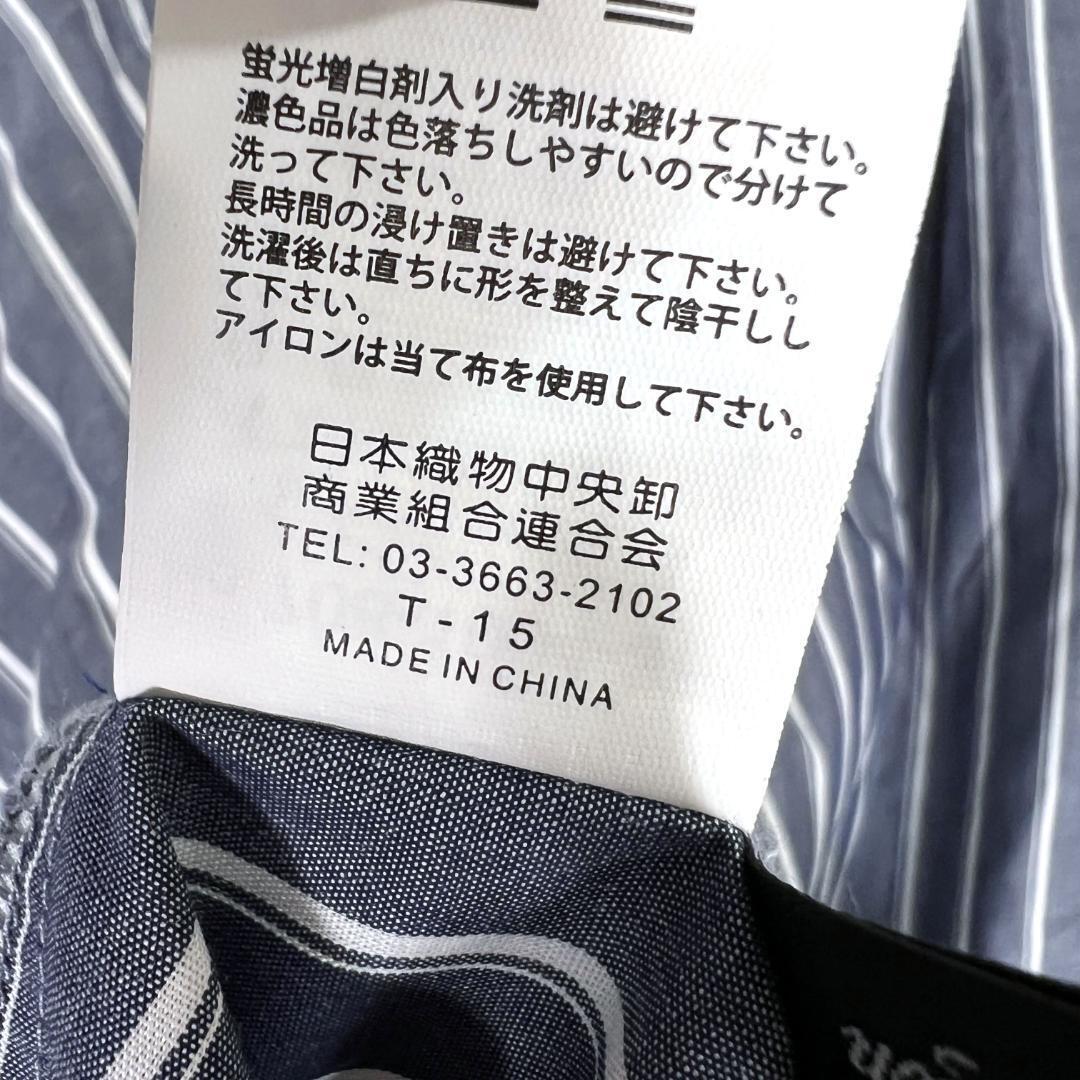 蛍光増白剤入り洗剤は避けて下さい。
濃色品は色落ちしやすいので分けて
洗って下さい。
長時間の浸け置きは避けて下さい。
洗濯後は直ちに形を整えて陰干しし
て下さい。
アイロンは当て布を使用して下さい。
日本織物中央卸
商業組合連合会
TEL: 03-3663-2102
T-15
MADE IN CHINA